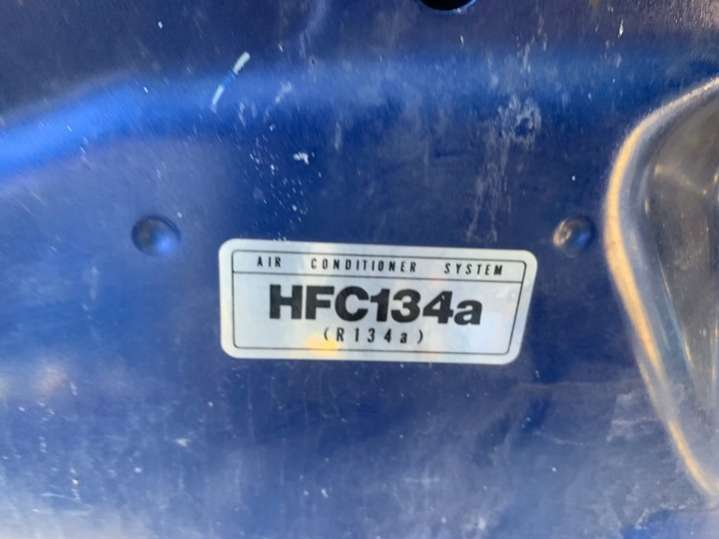 AIR CONDITIONER SYSTEM
HFC134a
(R134a)